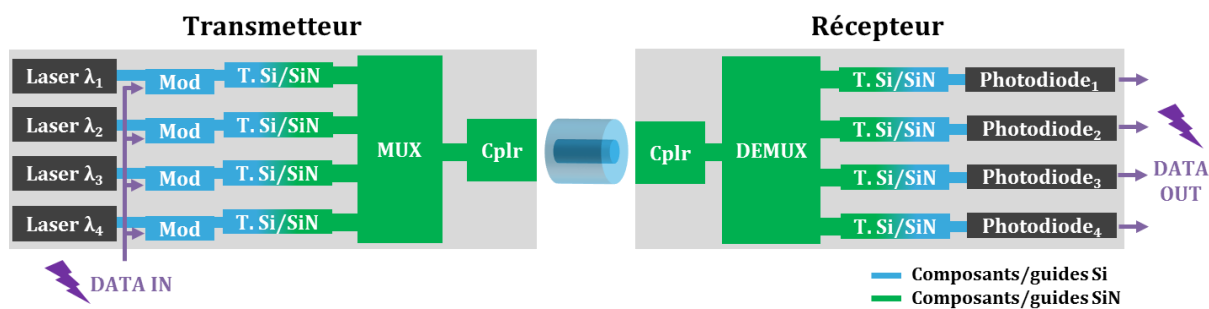 Transmetteur
Récepteur
Laser λ1
Mod
T. Si/SiN
Laser λ2
Mod
T. Si/SiN
Laser λ3
Mod
T. Si/SiN
Laser λ4
Mod
T. Si/SiN
MUX
Cplr
DATA IN
Cplr
DEMUX
T. Si/SiN
Photodiode1
T. Si/SiN
Photodiode2
T. Si/SiN
Photodiode3
T. Si/SiN
Photodiode4
DATA
OUT
Composants/guides Si
Composants/guides SiN